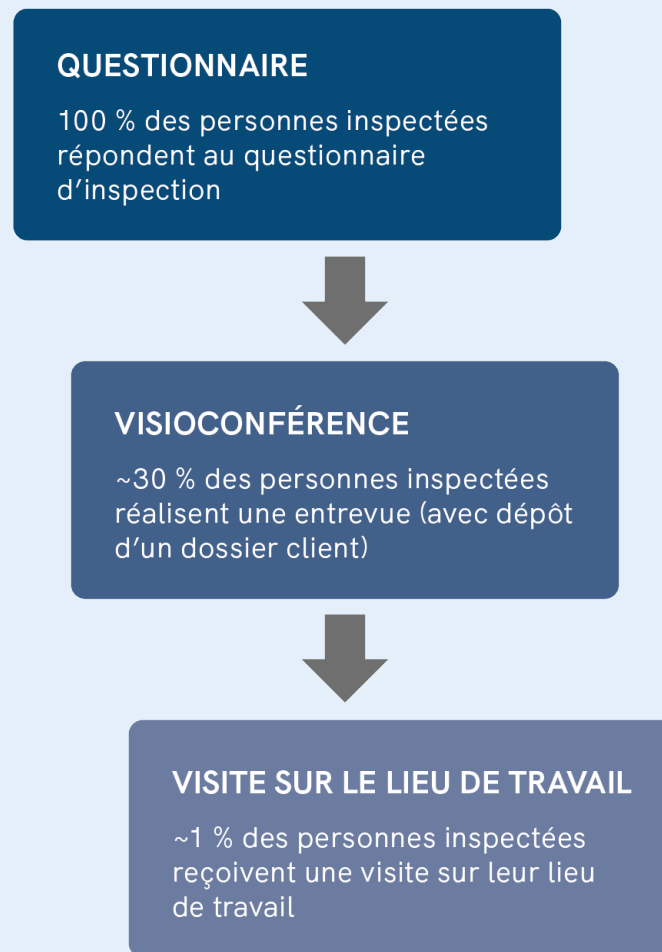 QUESTIONNAIRE
100 % des personnes inspectées
répondent au questionnaire
d’inspection
VISIOCONFÉRENCE
~30 % des personnes inspectées
réalisent une entrevue (avec dépôt
d’un dossier client)
VISITE SUR LE LIEU DE TRAVAIL
~1 % des personnes inspectées
reçoivent une visite sur leur lieu
de travail